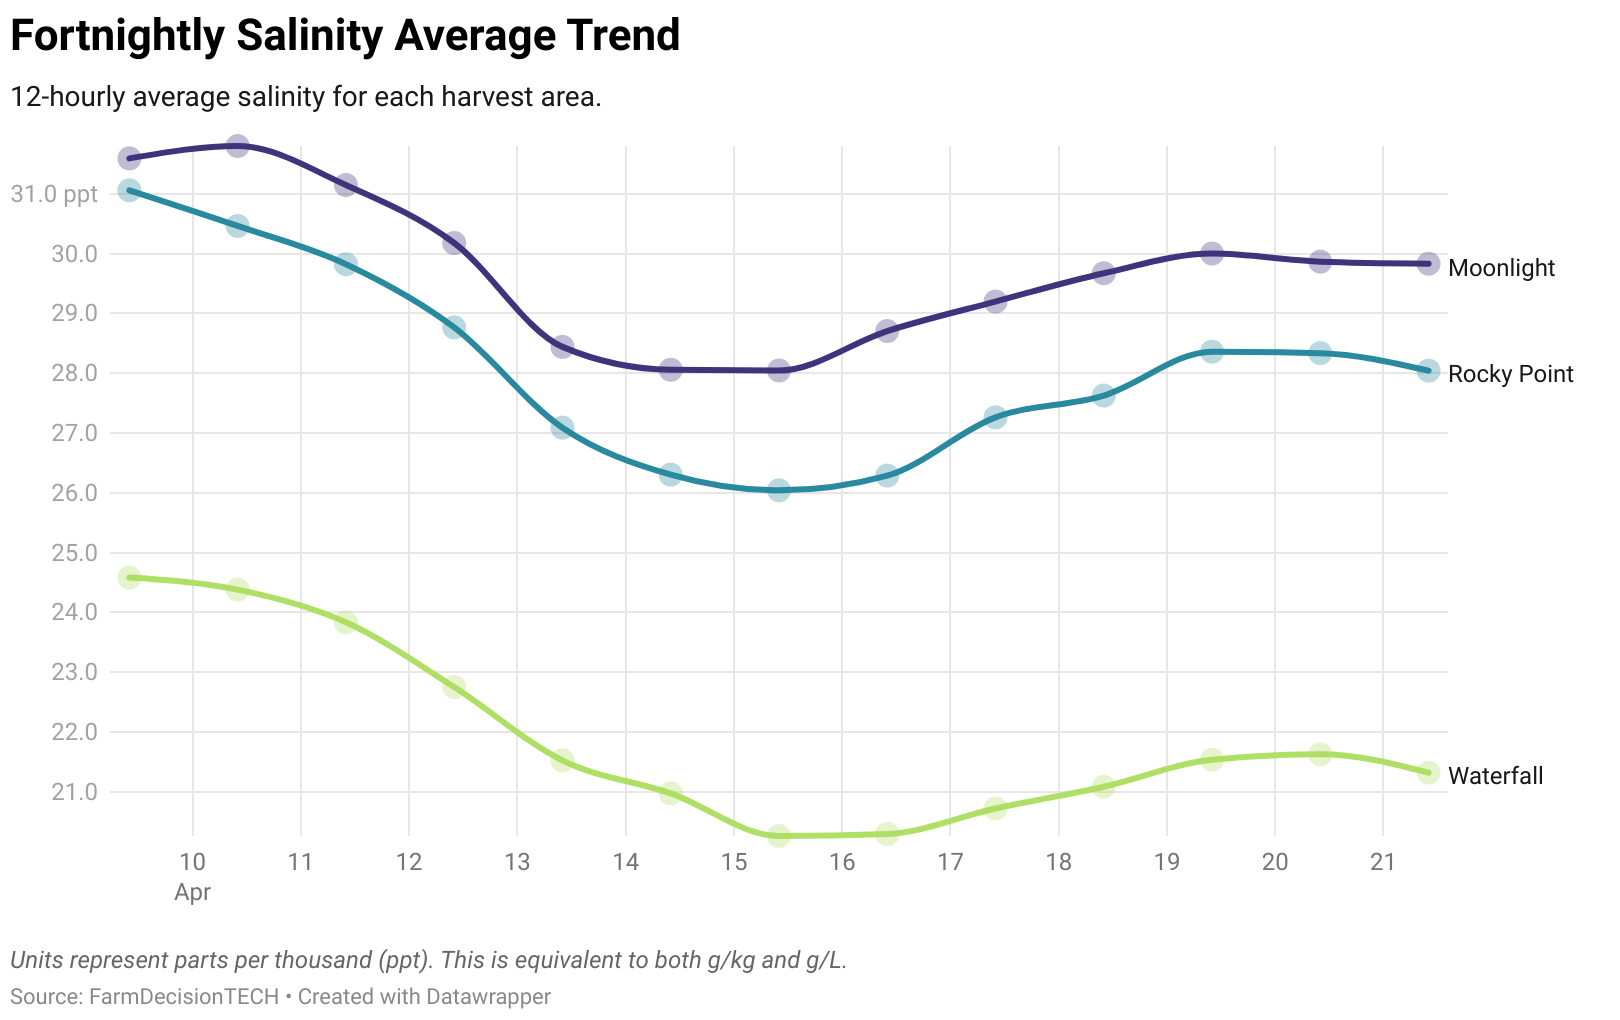 Fortnightly Salinity Average Trend
12-hourly average salinity for each harvest area.
31.0 ppt
30.0
29.0
28.0
27.0
26.0
25.0
24.0
23.0
22.0
21.0
Moonlight
Rocky Point
Waterfall
10 11 12 13 14 15 16 17 18 19 20 21
Apr
Units represent parts per thousand (ppt). This is equivalent to both g/kg and g/L.
Source: FarmDecisionTECH • Created with Datawrapper